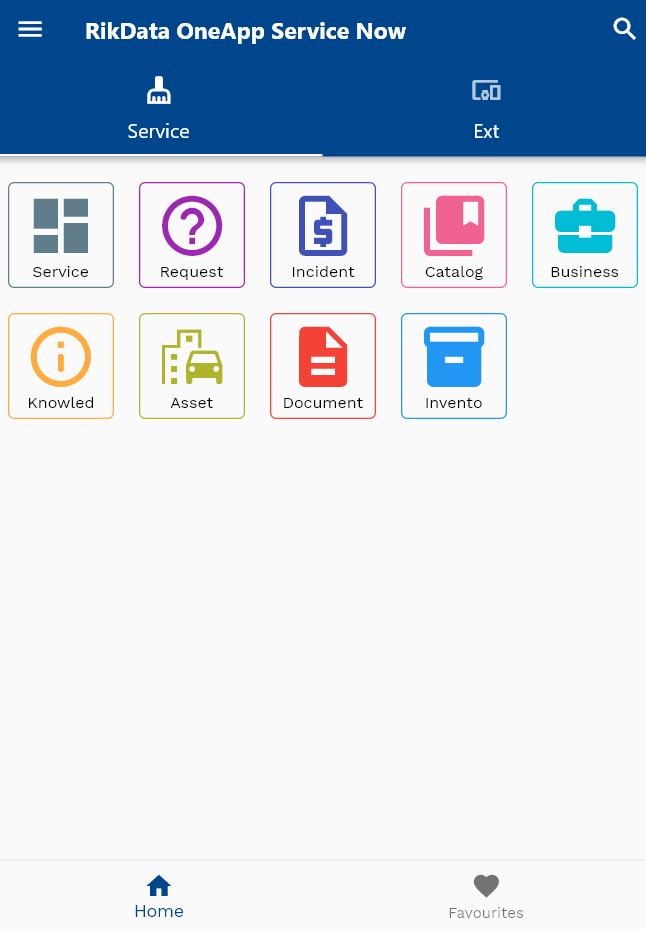 RikData OneApp Service Now
Service
Ext
Service
Request
Incident
Catalog
Business
Knowled
Asset
Document
Invento
Home
Favourites